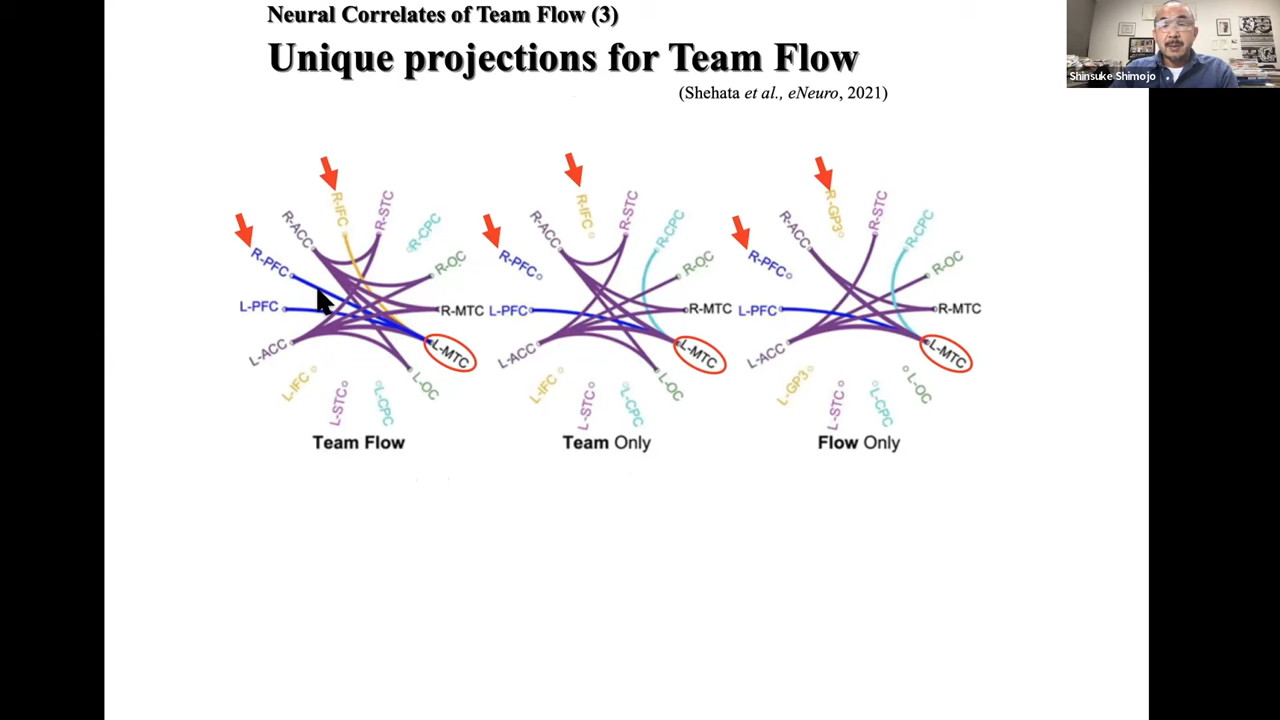 Neural Correlates of Team Flow (3)
Unique projections for Team Flow
(Shehata et al., eNeuro, 2021)
Shinsuke Shimojo
R-PFC
R-ACC
R-IFC
R-STC
R-CPC
R-OC
R-MTC
L-MTC
L-OC
L-CPC
L-STC
L-IFC
L-ACC
L-PFC
Team Flow
R-PFC
R-ACC
R-IFC
R-STC
R-CPC
R-OC
R-MTC
L-MTC
L-OC
L-CPC
L-STC
L-IFC
L-ACC
L-PFC
Team Only
R-PFC
R-ACC
R-GP3
R-STC
R-CPC
R-OC
R-MTC
L-MTC
L-OC
L-CPC
L-STC
L-GP3
L-ACC
L-PFC
Flow Only